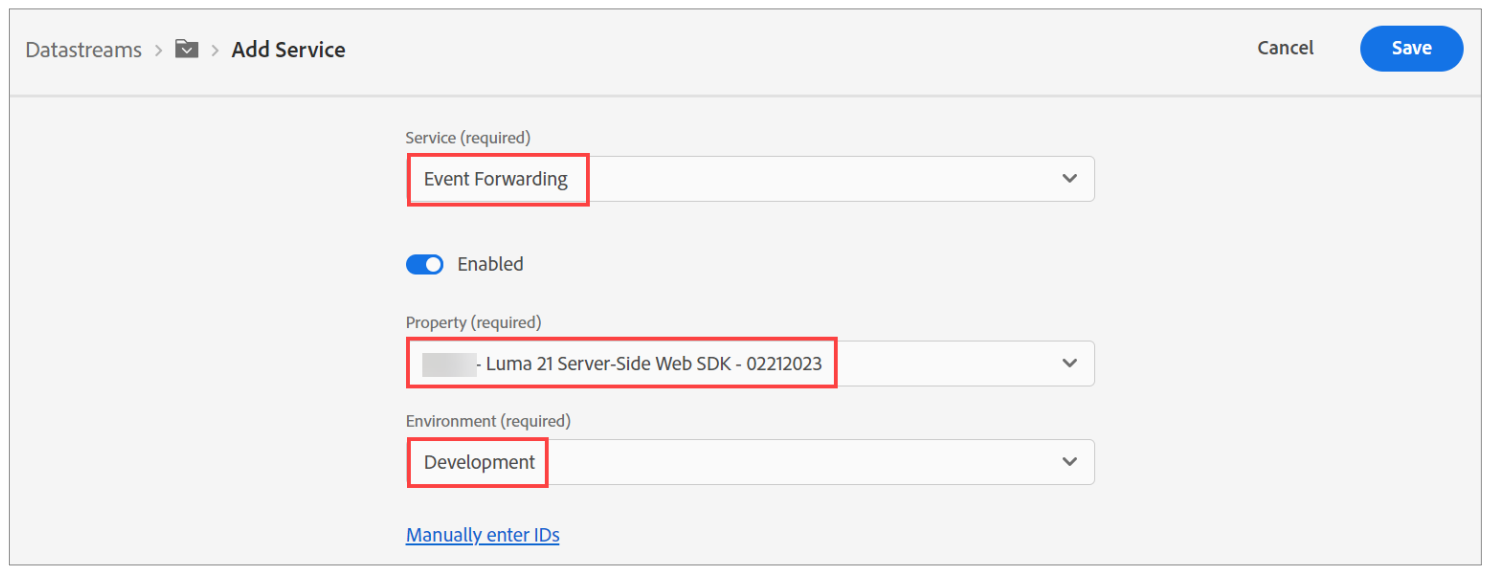 Datastreams > > Add Service
Cancel
Save
Service (required)
Event Forwarding
Enabled
Property (required)
- Luma 21 Server-Side Web SDK - 02212023
Environment (required)
Development
Manually enter IDs